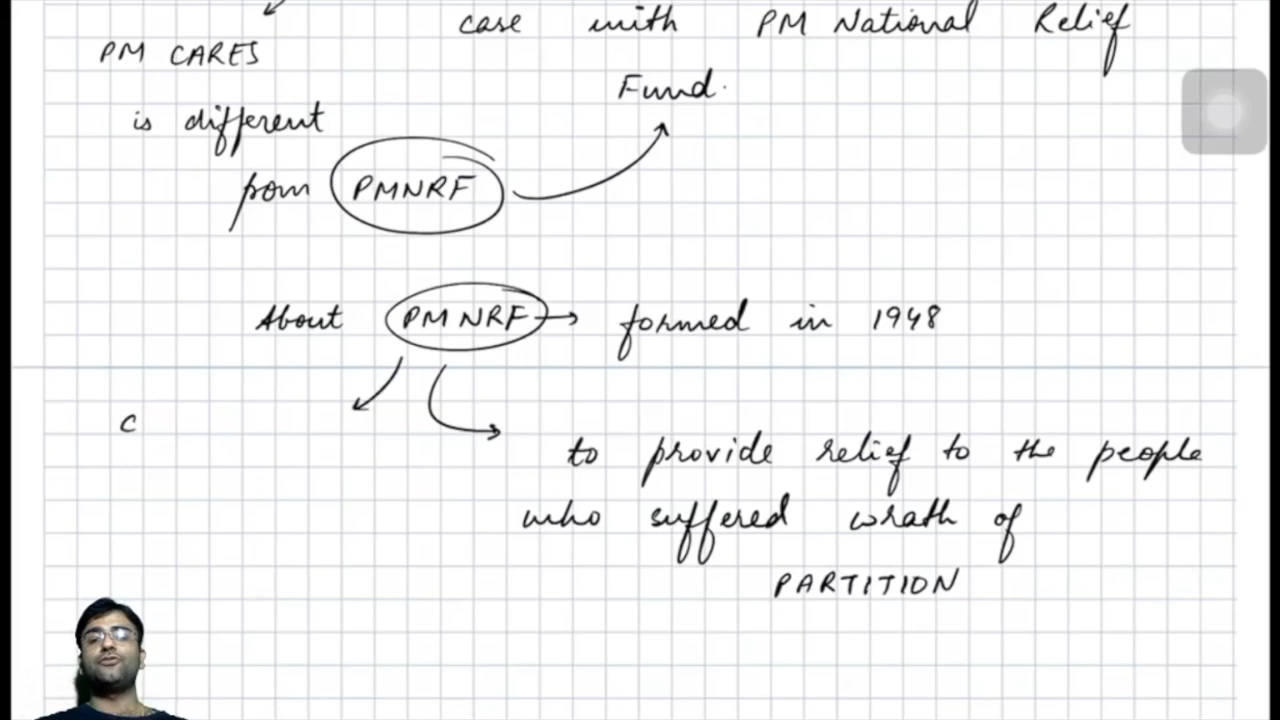 case with PM National Relief
Fund.
PM CARES
is different
from PMNRF
About PMNRF → formed in 1948
C
to provide relief to the people
who suffered wrath of
PARTITION